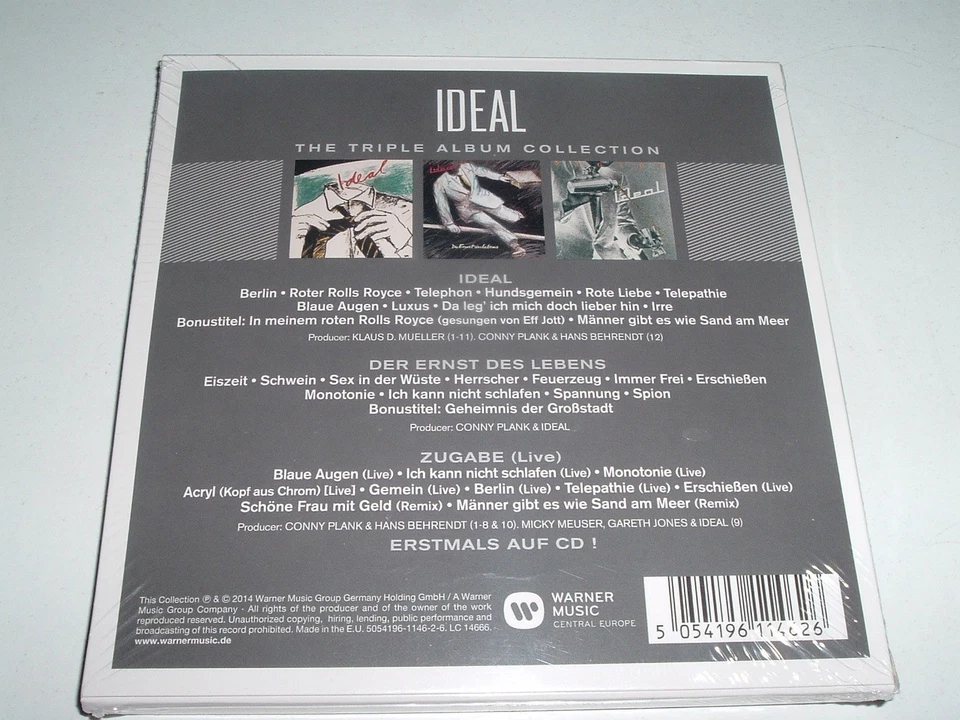 IDEAL
THE TRIPLE ALBUM COLLECTION
Ideal
Ideal
Der Ernst des Lebens
Ideal
IDEAL
Berlin • Roter Rolls Royce • Telephon • Hundsgemein • Rote Liebe • Telepathie
Blaue Augen • Luxus • Da leg' ich mich doch lieber hin • Irre
Bonustitel: In meinem roten Rolls Royce (gesungen von Eff Jott) • Männer gibt es wie Sand am Meer
Producer: KLAUS D. MUELLER (1-11). CONNY PLANK & HANS BEHRENDT (12)
DER ERNST DES LEBENS
Eiszeit • Schwein • Sex in der Wüste • Herrscher • Feuerzeug • Immer Frei • Erschießen
Monotonie • Ich kann nicht schlafen • Spannung • Spion
Bonustitel: Geheimnis der Großstadt
Producer: CONNY PLANK & IDEAL
ZUGABE (Live)
Blaue Augen (Live) • Ich kann nicht schlafen (Live) • Monotonie (Live)
Acryl (Kopf aus Chrom) [Live] • Gemein (Live) • Berlin (Live) • Telepathie (Live) • Erschießen (Live)
Schöne Frau mit Geld (Remix) • Männer gibt es wie Sand am Meer (Remix)
Producer: CONNY PLANK & HANS BEHRENDT (1-8 & 10). MICKY MEUSER, GARETH JONES & IDEAL (9)
ERSTMALS AUF CD !
This Collection ℗ & © 2014 Warner Music Group Germany Holding GmbH / A Warner
Music Group Company - All rights of the producer and of the owner of the work
reproduced reserved. Unauthorized copying, hiring, lending, public performance and
broadcasting of this record prohibited. Made in the E.U. 5054196-1146-2-6. LC 14666.
www.warnermusic.de
WARNER
MUSIC
CENTRAL EUROPE
5 054196 114626